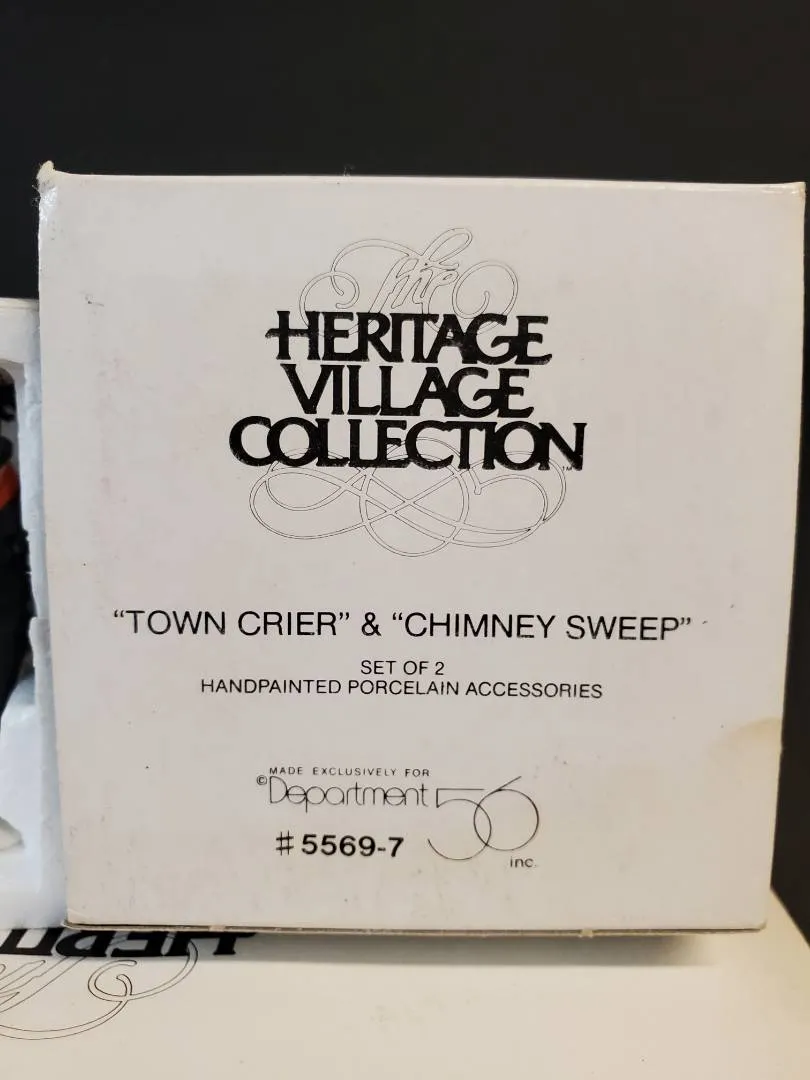 The
HERITAGE
VILLAGE
COLLECTION™
“TOWN CRIER” & “CHIMNEY SWEEP”
SET OF 2
HANDPAINTED PORCELAIN ACCESSORIES
MADE EXCLUSIVELY FOR
©Department 56
inc.
#5569-7